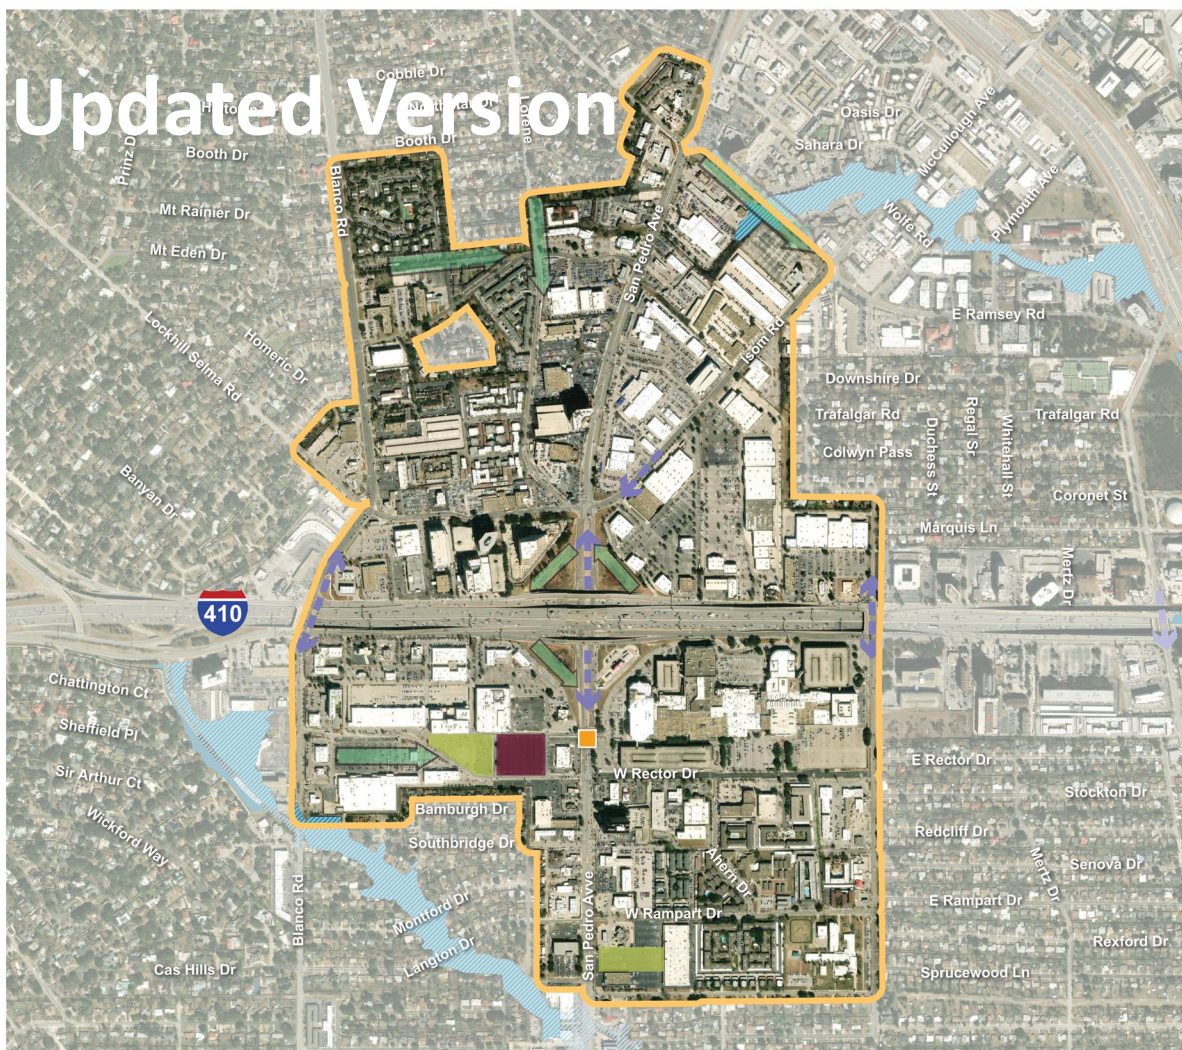 Updated Version
Cobble Dr
Lorene
Booth Dr
Prinz D
Booth Dr
Oasis Dr
McCullough Ave
Sahara Dr
Blanco Rd
Mt Rainier Dr
Mt Eden Dr
San Pedro Ave
Wolfe Rd
Plymouth Ave
Lockhill Selma Rd
Homeric Dr
Isom Rd
E Ramsey Rd
Downshire Dr
Trafalgar Rd
Duchess St
Regal Sr
Whitehall St
Trafalgar Rd
Colwyn Pass
Banyan Dr
Coronet St
Marquis Ln
Mertz Dr
410
Chattington Ct
Sheffield Pl
Sir Arthur Ct
Wickford Way
W Rector Dr
E Rector Dr
Stockton Dr
Bamburgh Dr
Southbridge Dr
Redcliff Dr
Mertz Dr
Senova Dr
Ahern Dr
Blanco Rd
Montford Dr
Langton Dr
San Pedro Avve
W Rampart Dr
E Rampart Dr
Rexford Dr
Cas Hills Dr
Sprucewood Ln